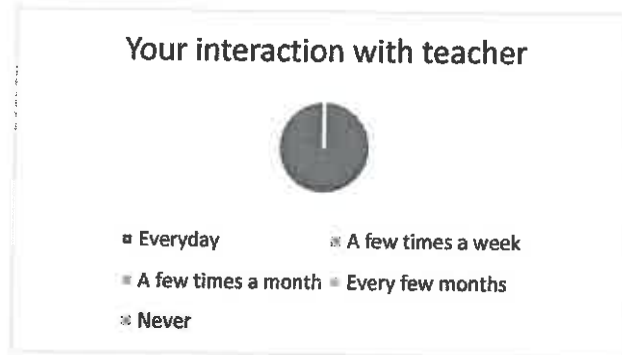 Your interaction with teacher
Everyday
A few times a week
A few times a month
Every few months
Never